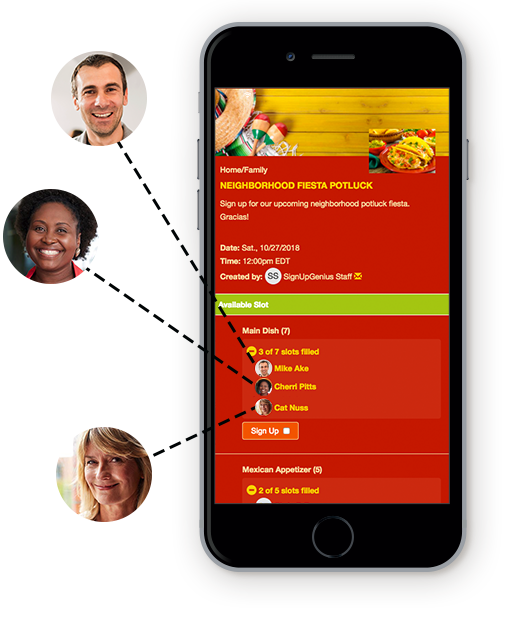 Home/Family
NEIGHBORHOOD FIESTA POTLUCK
Sign up for our upcoming neighborhood potluck fiesta.
Gracias!
Date: Sat., 10/27/2018
Time: 12:00pm EDT
Created by: SS SignUpGenius Staff
Available Slot
Main Dish (7)
3 of 7 slots filled
Mike Ake
Cherri Pitts
Cat Nuss
Sign Up
Mexican Appetizer (5)
2 of 5 slots filled